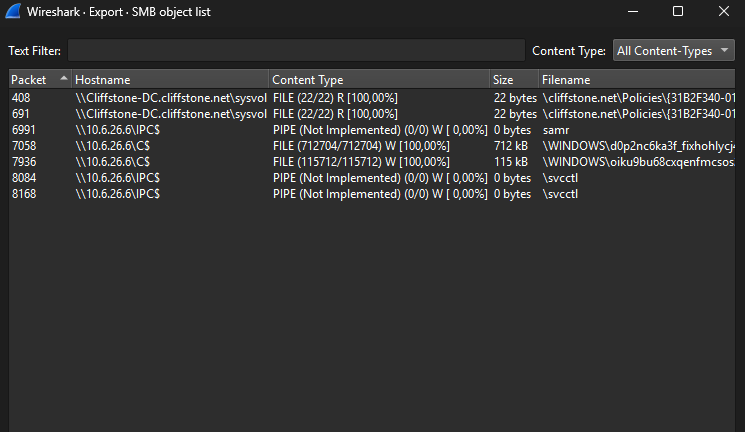 Wireshark · Export · SMB object list
Text Filter: Content Type: All Content-Types
Packet Hostname Content Type Size Filename
408 \\Cliffstone-DC.cliffstone.net\sysvol FILE (22/22) R [100,00%] 22 bytes \cliffstone.net\Policies\{31B2F340-01
691 \\Cliffstone-DC.cliffstone.net\sysvol FILE (22/22) R [100,00%] 22 bytes \cliffstone.net\Policies\{31B2F340-01
6991 \\10.6.26.6\IPC$ PIPE (Not Implemented) (0/0) W [ 0,00%] 0 bytes samr
7058 \\10.6.26.6\C$ FILE (712704/712704) W [100,00%] 712 kB \WINDOWS\d0p2nc6ka3f_fixhohlycj4
7936 \\10.6.26.6\C$ FILE (115712/115712) W [100,00%] 115 kB \WINDOWS\oiku9bu68cxqenfmcsos
8084 \\10.6.26.6\IPC$ PIPE (Not Implemented) (0/0) W [ 0,00%] 0 bytes \svcctl
8168 \\10.6.26.6\IPC$ PIPE (Not Implemented) (0/0) W [ 0,00%] 0 bytes \svcctl